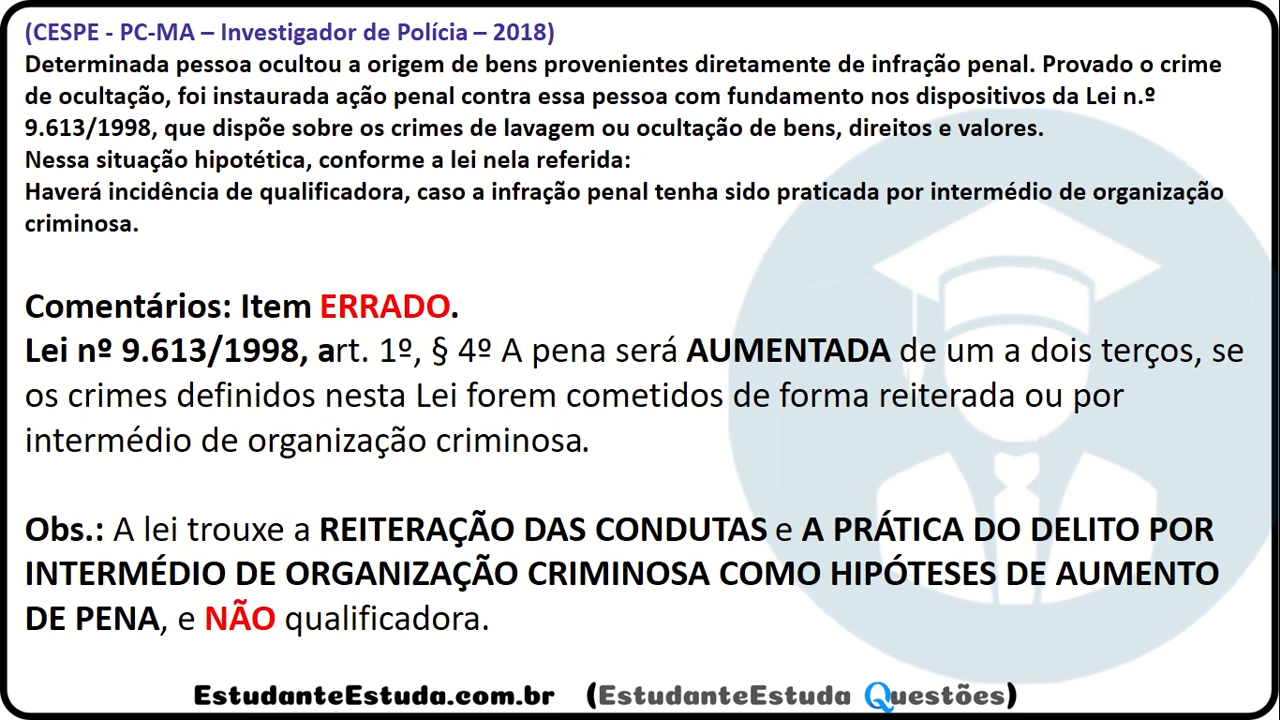 (CESPE - PC-MA – Investigador de Polícia – 2018)
Determinada pessoa ocultou a origem de bens provenientes diretamente de infração penal. Provado o crime
de ocultação, foi instaurada ação penal contra essa pessoa com fundamento nos dispositivos da Lei n.º
9.613/1998, que dispõe sobre os crimes de lavagem ou ocultação de bens, direitos e valores.
Nessa situação hipotética, conforme a lei nela referida:
Haverá incidência de qualificadora, caso a infração penal tenha sido praticada por intermédio de organização
criminosa.
Comentários: Item ERRADO.
Lei nº 9.613/1998, art. 1º, § 4º A pena será AUMENTADA de um a dois terços, se
os crimes definidos nesta Lei forem cometidos de forma reiterada ou por
intermédio de organização criminosa.
Obs.: A lei trouxe a REITERAÇÃO DAS CONDUTAS e A PRÁTICA DO DELITO POR
INTERMÉDIO DE ORGANIZAÇÃO CRIMINOSA COMO HIPÓTESES DE AUMENTO
DE PENA, e NÃO qualificadora.
EstudanteEstuda.com.br (EstudanteEstuda Questões)